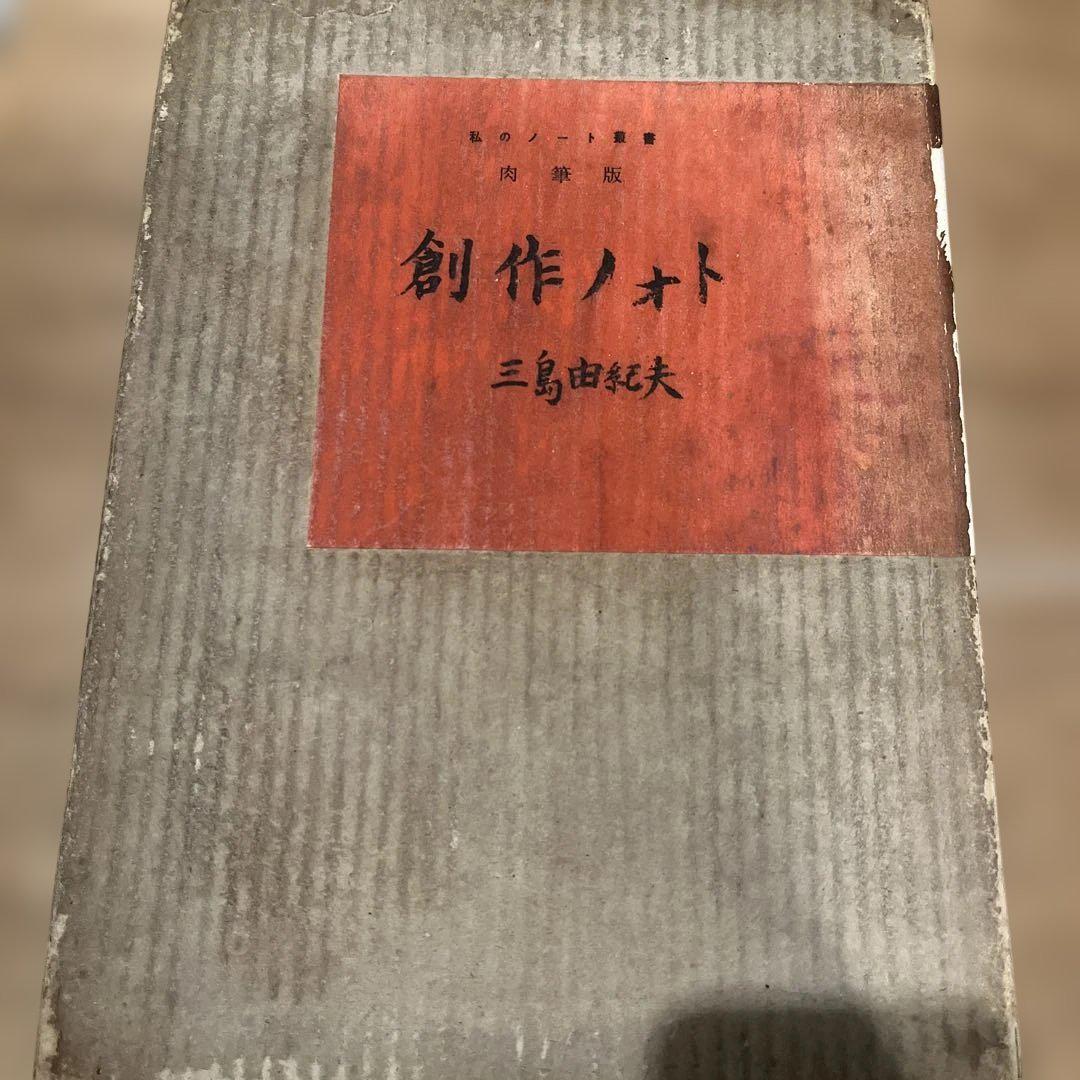 私のノート叢書
肉筆版
創作ノオト
三島由紀夫